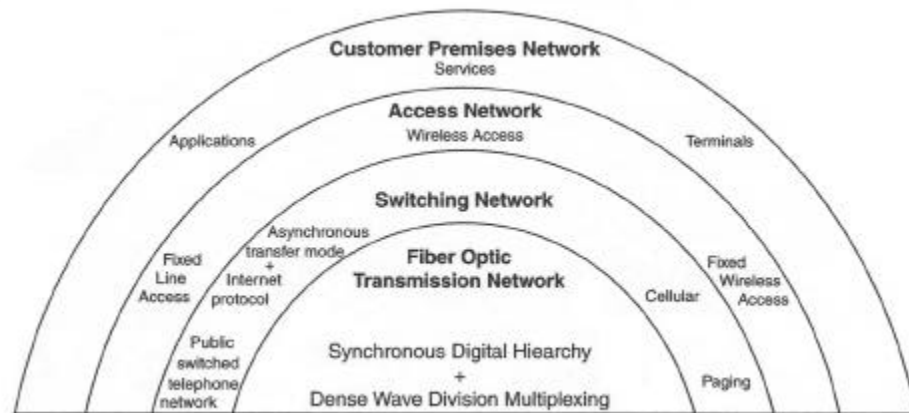 Customer Premises Network
Services
Applications
Terminals
Access Network
Wireless Access
Fixed
Line
Access
Fixed
Wireless
Access
Switching Network
Asynchronous
transfer mode
+
Internet
protocol
Public
switched
telephone
network
Cellular
Paging
Fiber Optic
Transmission Network
Synchronous Digital Hiearchy
+
Dense Wave Division Multiplexing